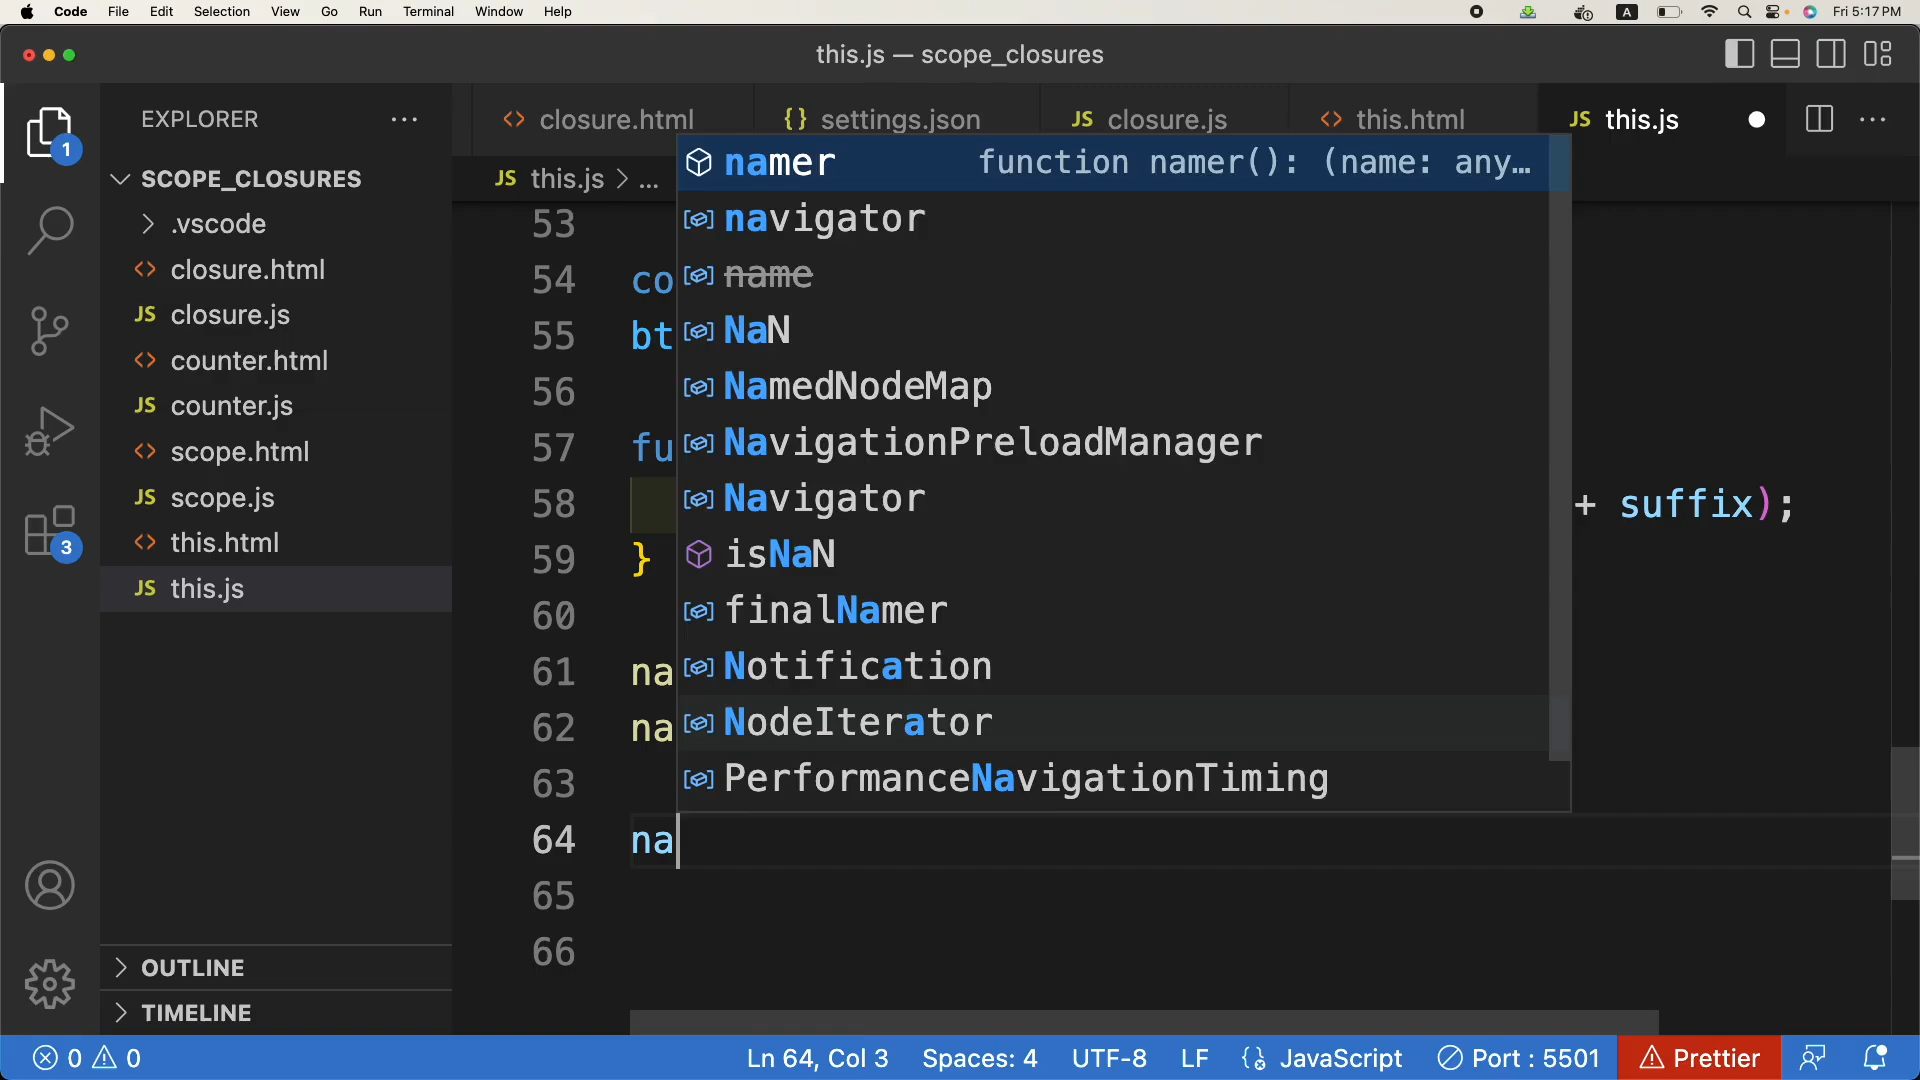 Code File Edit Selection View Go Run Terminal Window Help A Fri 5:17 PM
this.js — scope_closures
EXPLORER ...
closure.html settings.json closure.js this.html this.js ...
JS this.js > ...
1
SCOPE_CLOSURES
.vscode
closure.html
JS closure.js
counter.html
JS counter.js
scope.html
JS scope.js
this.html
JS this.js
3
OUTLINE
TIMELINE
namer function namer(): (name: any...
navigator
name
NaN
NamedNodeMap
NavigationPreloadManager
Navigator
isNaN
finalNamer
Notification
NodeIterator
PerformanceNavigationTiming
53
54 co
55 bt
56
57 fu
58 + suffix);
59 }
60
61 na
62 na
63
64 na
65
66
0 0 Ln 64, Col 3 Spaces: 4 UTF-8 LF JavaScript Port : 5501 Prettier